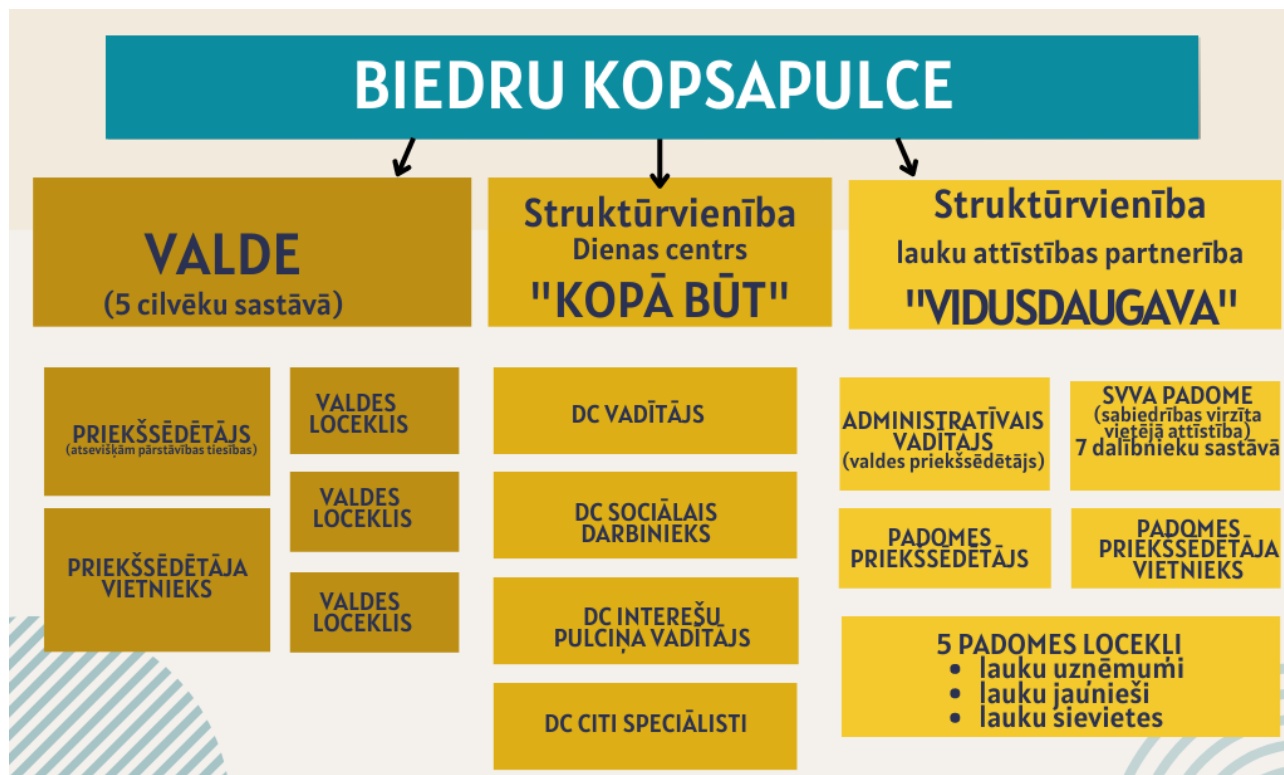 BIEDRU KOPSAPULCE
VALDE
(5 cilvēku sastāvā)
Struktūrvienība
Dienas centrs
"KOPĀ BŪT"
Struktūrvienība
lauku attīstības partnerība
"VIDUSDAUGAVA"
PRIEKŠSĒDĒTĀJS
(atsevišķām pārstāvības tiesības)
PRIEKŠSĒDĒTĀJA
VIETNIEKS
VALDES
LOCEKLIS
VALDES
LOCEKLIS
VALDES
LOCEKLIS
DC VADĪTĀJS
DC SOCIĀLAIS
DARBINIEKS
DC INTEREŠU
PULCIŅA VADĪTĀJS
DC CITI SPECIĀLISTI
ADMINISTRATĪVAIS
VADĪTĀJS
(valdes priekšsēdētājs)
SVVA PADOME
(sabiedrības virzīta
vietējā attīstība)
7 dalībnieku sastāvā
PADOMES
PRIEKŠSĒDĒTĀJS
PADOMES
PRIEKŠSĒDĒTĀJA
VIETNIEKS
5 PADOMES LOCEKĻI
• lauku uzņēmumi
• lauku jaunieši
• lauku sievietes